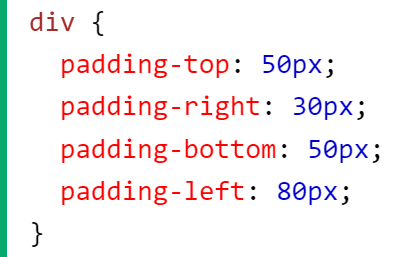 div {
  padding-top: 50px;
  padding-right: 30px;
  padding-bottom: 50px;
  padding-left: 80px;
}